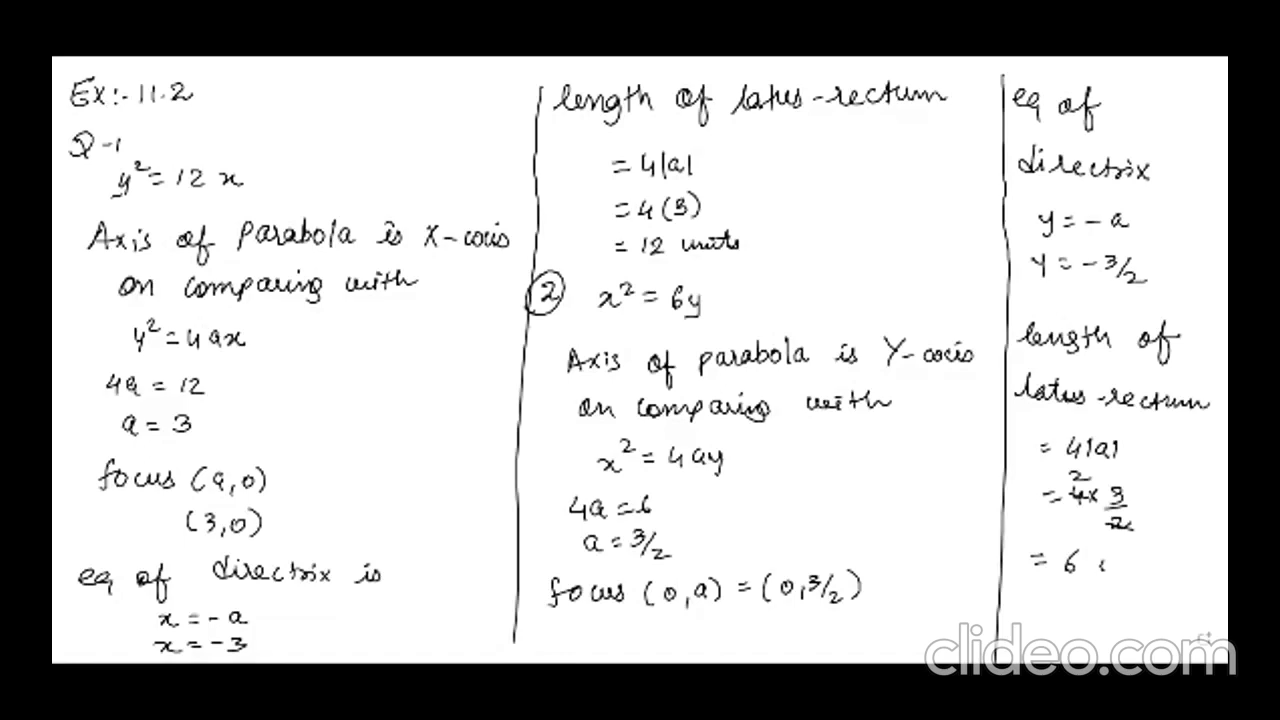 Ex:- 11.2
Q-1
y² = 12 x
Axis of parabola is X-axis
on comparing with
y² = 4ax
4a = 12
a = 3
focus (a,0)
(3,0)
eq of directrix is
x = -a
x = -3
length of latus-rectum
= 4|a|
= 4(3)
= 12 units
2 x² = 6y
Axis of parabola is Y-axis
on comparing with
x² = 4ay
4a = 6
a = 3/2
focus (0,a) = (0,3/2)
eq of
directrix
y = -a
Y = -3/2
length of
latus-rectum
= 4|a|
2
= 4 x 3/2
= 6
clideo.com